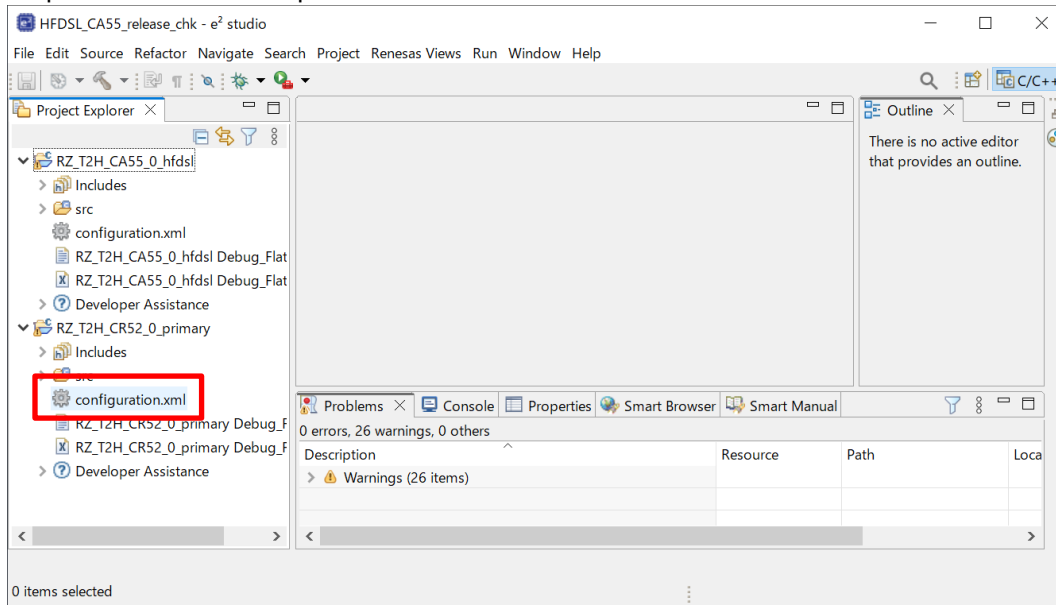 HFDSL_CA55_release_chk - e² studio
File Edit Source Refactor Navigate Search Project Renesas Views Run Window Help
C/C++
Project Explorer
RZ_T2H_CA55_0_hfdsl
Includes
src
configuration.xml
RZ_T2H_CA55_0_hfdsl Debug_Flat
RZ_T2H_CA55_0_hfdsl Debug_Flat
Developer Assistance
RZ_T2H_CR52_0_primary
Includes
src
configuration.xml
RZ_T2H_CR52_0_primary Debug_F
RZ_T2H_CR52_0_primary Debug_F
Developer Assistance
Outline
There is no active editor
that provides an outline.
Problems Console Properties Smart Browser Smart Manual
0 errors, 26 warnings, 0 others
Description Resource Path Loca
Warnings (26 items)
0 items selected